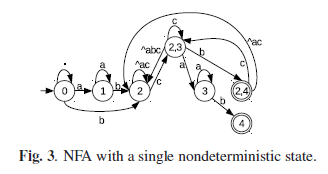 c
^abc
2,3
b
^ac
a
a
^ac
c
a
a
c
0
a
1
b
2
3
2,4
b
b
4
Fig. 3. NFA with a single nondeterministic state.